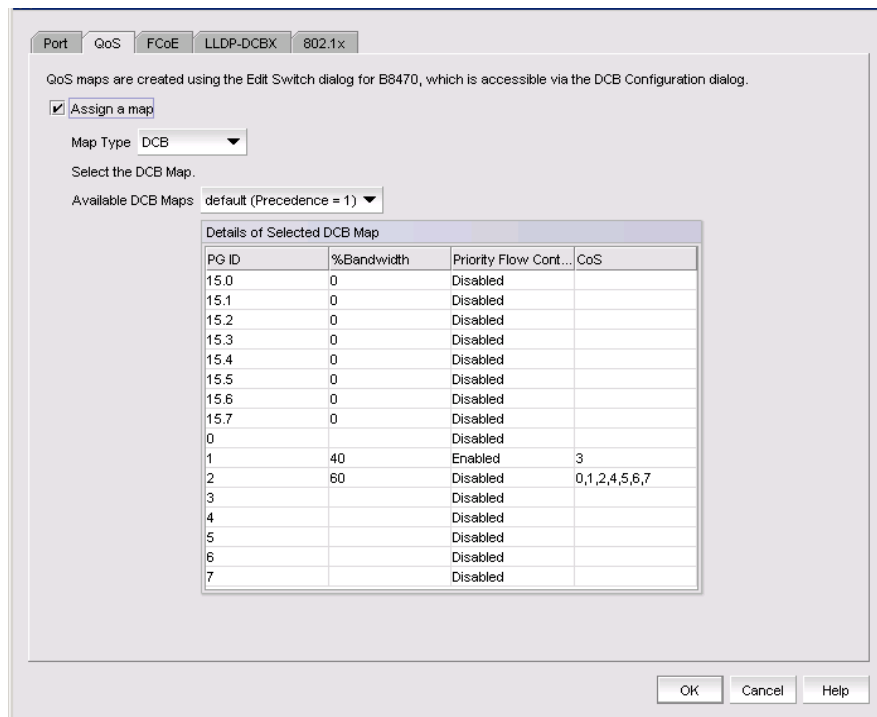 Port QoS FCoE LLDP-DCBX 802.1x
QoS maps are created using the Edit Switch dialog for B8470, which is accessible via the DCB Configuration dialog.
Assign a map
Map Type DCB
Select the DCB Map.
Available DCB Maps default (Precedence = 1)
Details of Selected DCB Map
PG ID %Bandwidth Priority Flow Cont... CoS
15.0 0 Disabled
15.1 0 Disabled
15.2 0 Disabled
15.3 0 Disabled
15.4 0 Disabled
15.5 0 Disabled
15.6 0 Disabled
15.7 0 Disabled
0 Disabled
1 40 Enabled 3
2 60 Disabled 0,1,2,4,5,6,7
3 Disabled
4 Disabled
5 Disabled
6 Disabled
7 Disabled
OK Cancel Help